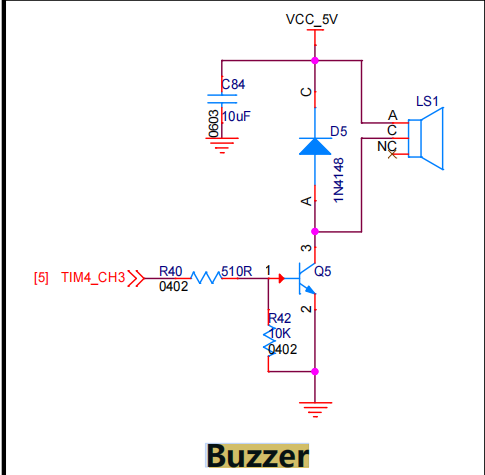 VCC_5V
C84
10uF
0603
C
D5
1N4148
A
LS1
A
C
NC
3
[5] TIM4_CH3
R40
510R
0402
1
Q5
2
R42
10K
0402
Buzzer